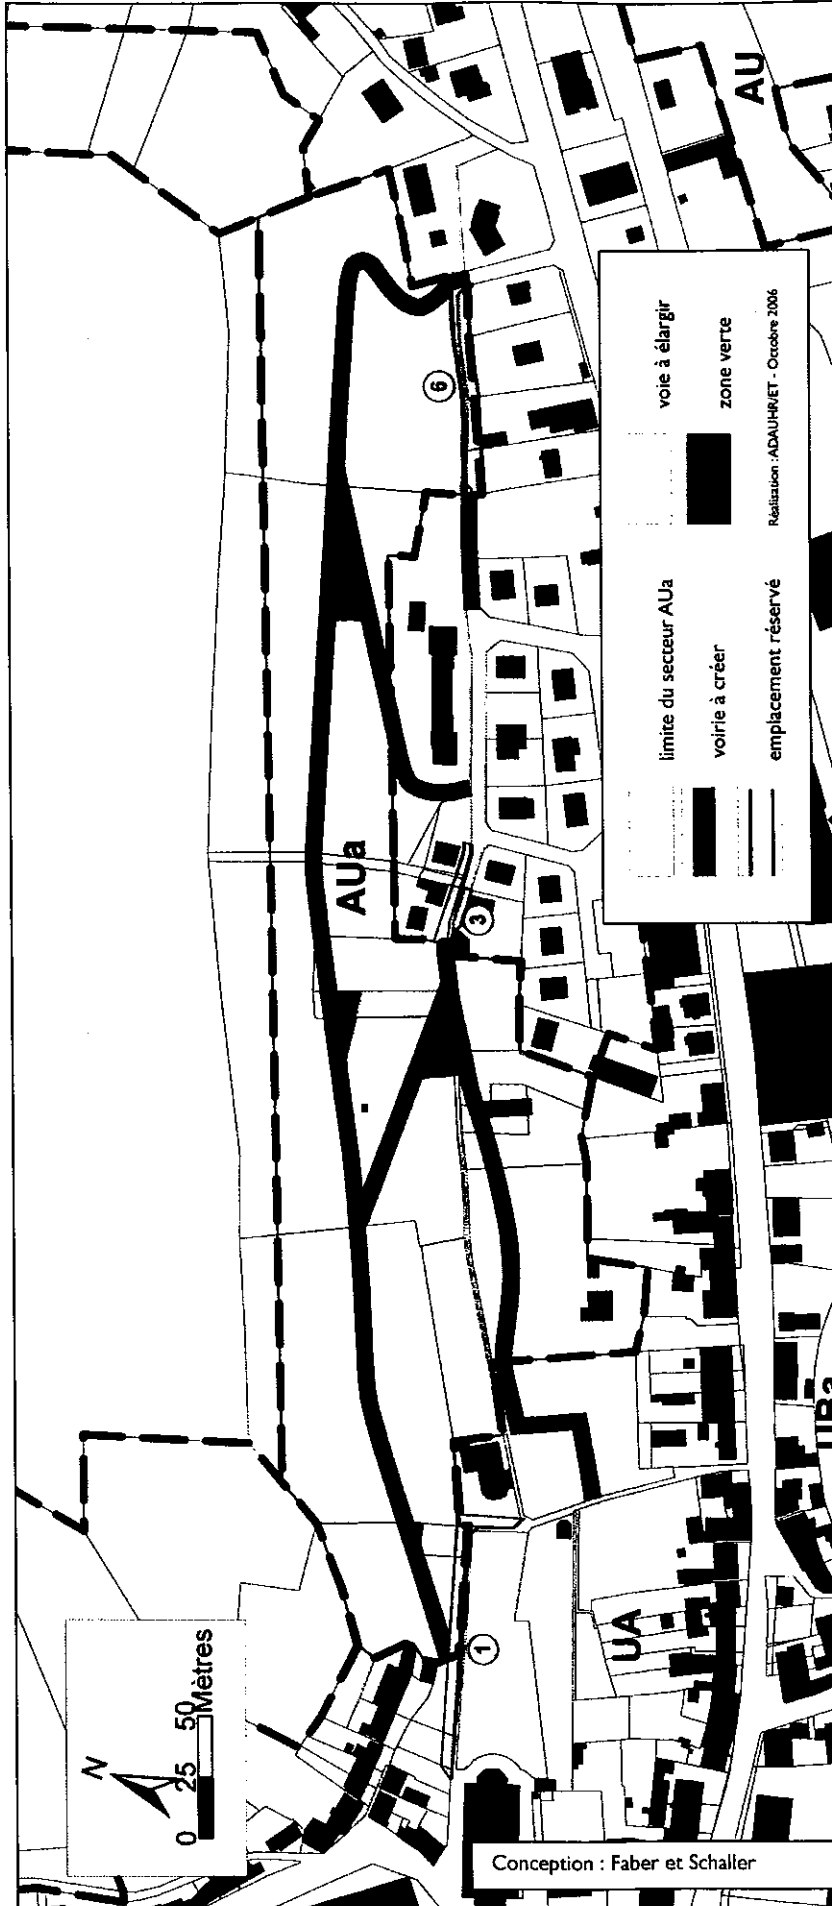 AU
6
AUa
3
1
UA
UBa
N
0 25 50
Mètres
limite du secteur AUa
voirie à créer
emplacement réservé
voie à élargir
zone verte
Réalisation : ADAUHR/ET - Octobre 2006
Conception : Faber et Schaller